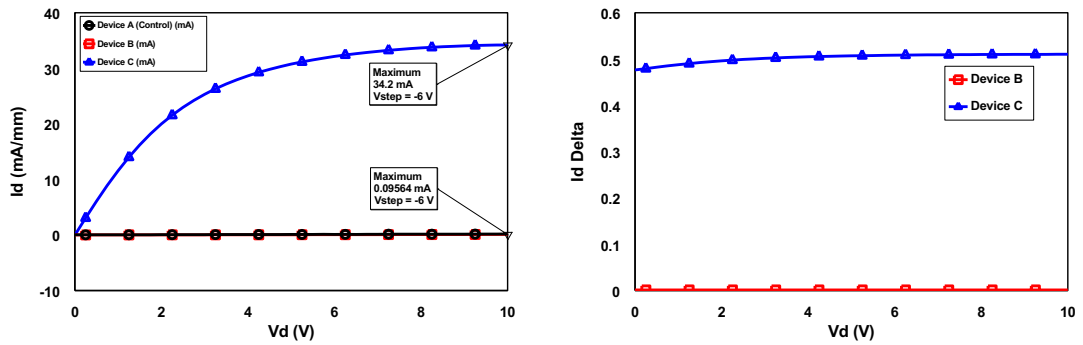 40
30
20
10
0
-10
Id (mA/mm)
Device A (Control) (mA)
Device B (mA)
Device C (mA)
Maximum
34.2 mA
Vstep = -6 V
Maximum
0.09564 mA
Vstep = -6 V
0 2 4 6 8 10
Vd (V)
0.6
0.5
0.4
0.3
0.2
0.1
0
Id Delta
Device B
Device C
0 2 4 6 8 10
Vd (V)